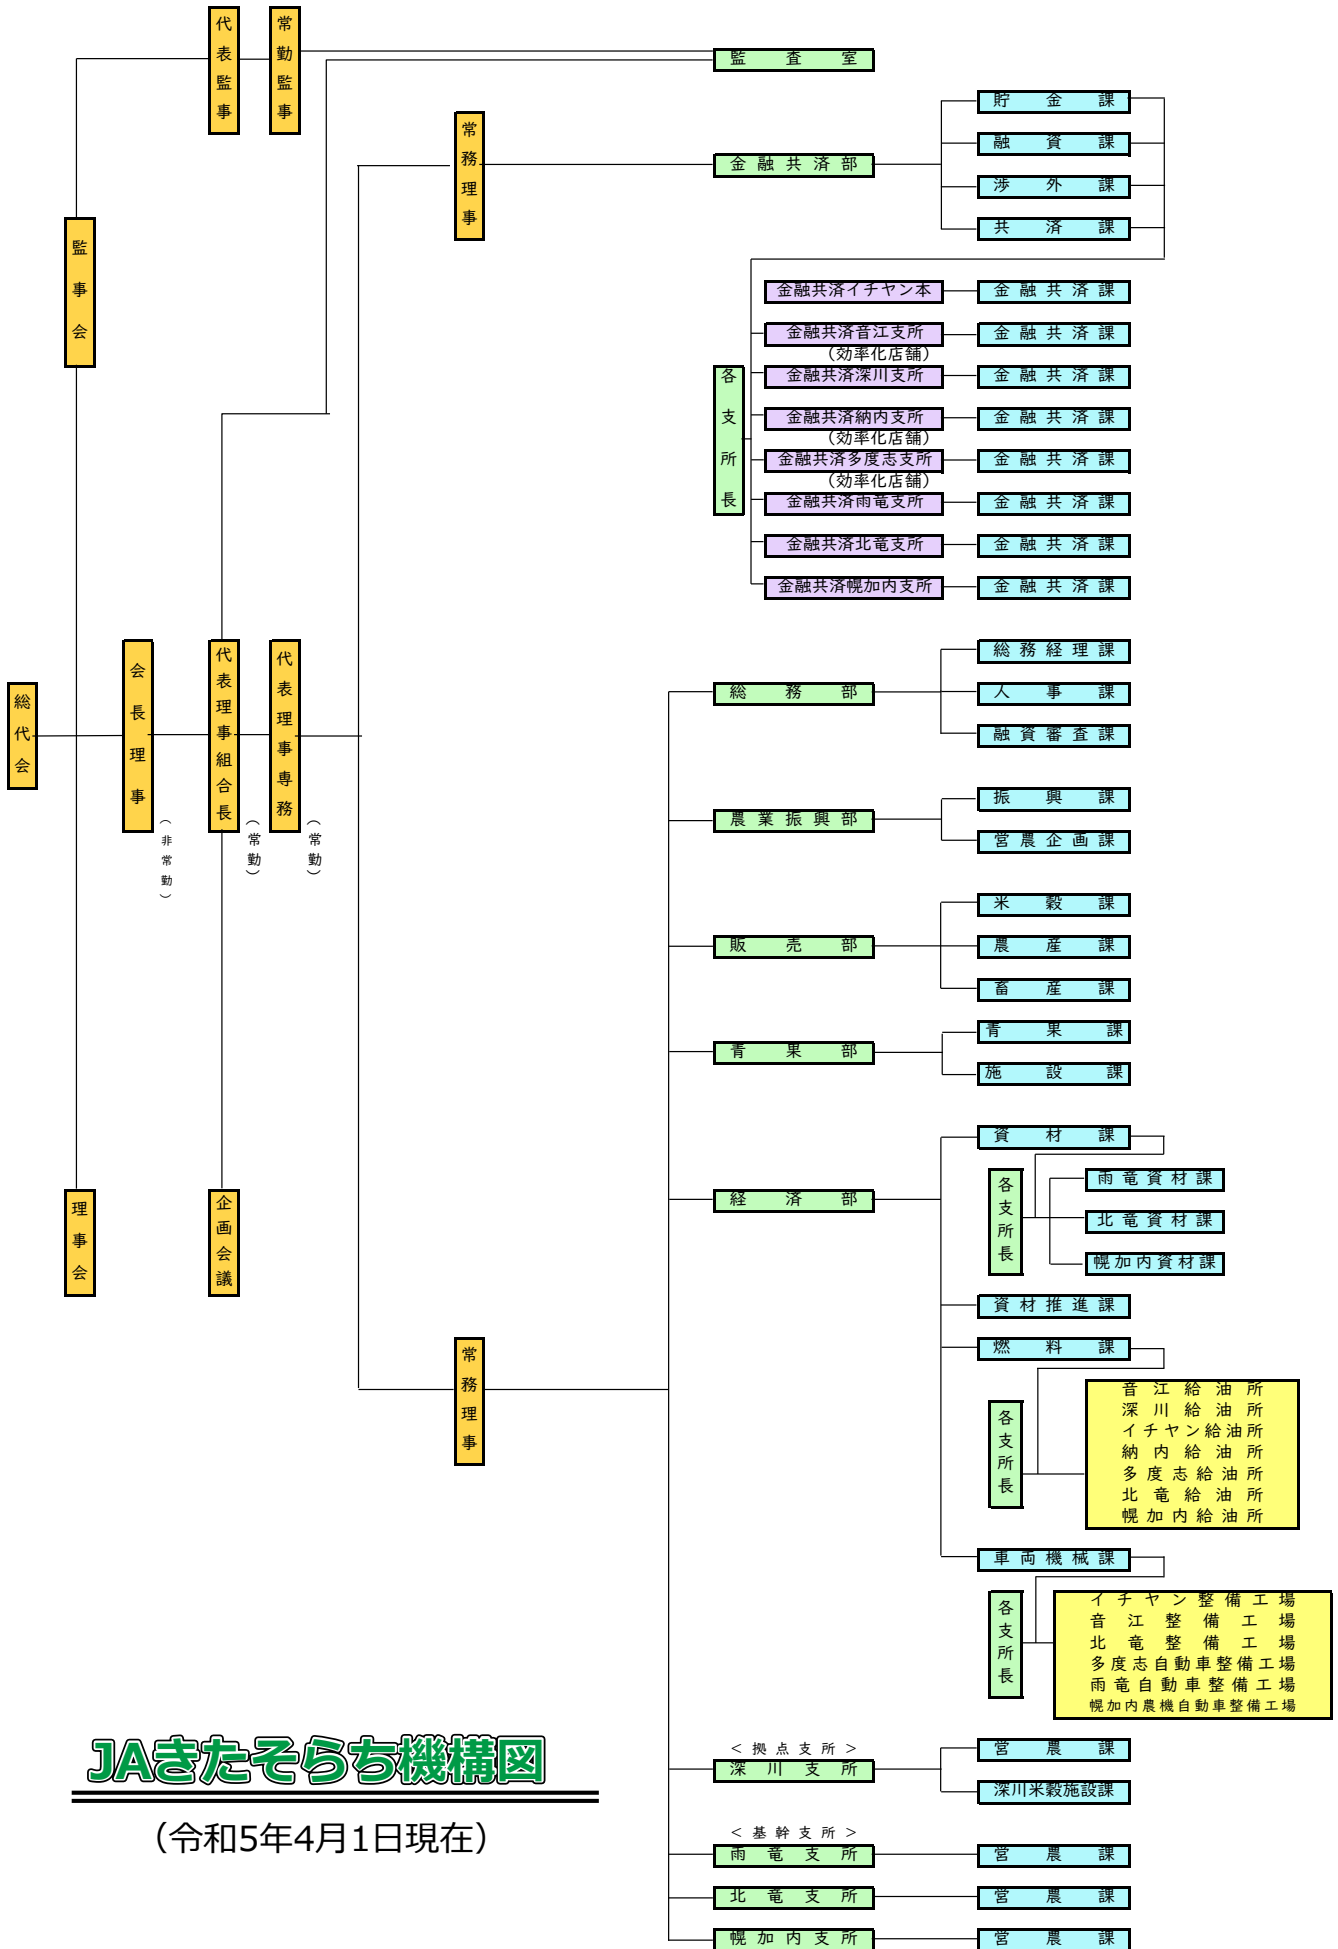 代表監事
常勤監事
監査室
常務理事
金融共済部
貯金課
融資課
渉外課
共済課
監事会
各支所長
金融共済イチヤン本
金融共済課
金融共済音江支所
(効率化店舗)
金融共済課
金融共済深川支所
金融共済課
金融共済納内支所
(効率化店舗)
金融共済課
金融共済多度志支所
(効率化店舗)
金融共済課
金融共済雨竜支所
金融共済課
金融共済北竜支所
金融共済課
金融共済幌加内支所
金融共済課
総代会
会長理事
(非常勤)
代表理事組合長
(常勤)
代表理事専務
(常勤)
総務部
総務経理課
人事課
融資審査課
農業振興部
振興課
営農企画課
販売部
米穀課
農産課
畜産課
青果部
青果課
施設課
理事会
企画会議
経済部
資材課
各支所長
雨竜資材課
北竜資材課
幌加内資材課
資材推進課
常務理事
燃料課
各支所長
音江給油所
深川給油所
イチヤン給油所
納内給油所
多度志給油所
北竜給油所
幌加内給油所
車両機械課
各支所長
イチヤン整備工場
音江整備工場
北竜整備工場
多度志自動車整備工場
雨竜自動車整備工場
幌加内農機自動車整備工場
JAきたそらち機構図
(令和5年4月1日現在)
<拠点支所>
深川支所
営農課
深川米穀施設課
<基幹支所>
雨竜支所
営農課
北竜支所
営農課
幌加内支所
営農課